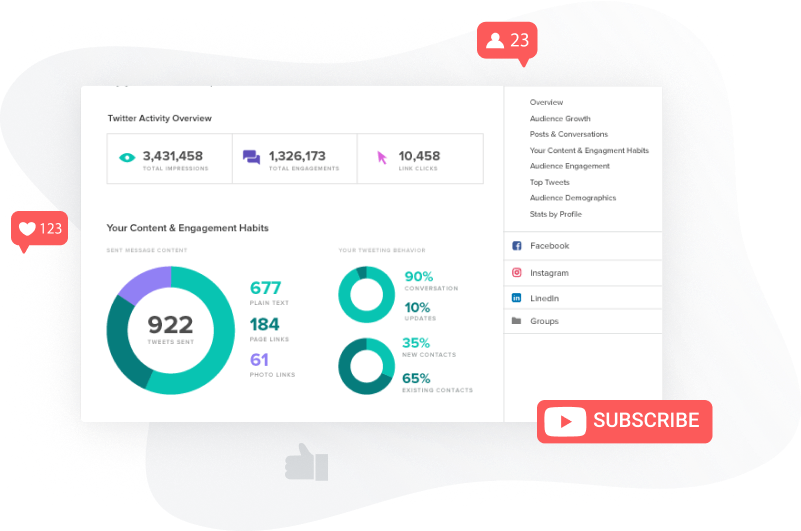 23
Twitter Activity Overview
3,431,458
TOTAL IMPRESSIONS
1,326,173
TOTAL ENGAGEMENTS
10,458
LINK CLICKS
Your Content & Engagement Habits
SENT MESSAGE CONTENT
922
TWEETS SENT
677
PLAIN TEXT
184
PAGE LINKS
61
PHOTO LINKS
YOUR TWEETING BEHAVIOR
90%
CONVERSATION
10%
UPDATES
35%
NEW CONTACTS
65%
EXISTING CONTACTS
Overview
Audience Growth
Posts & Conversations
Your Content & Engagment Habits
Audience Engagement
Top Tweets
Audience Demographics
Stats by Profile
Facebook
Instagram
LinedIn
Groups
123
SUBSCRIBE